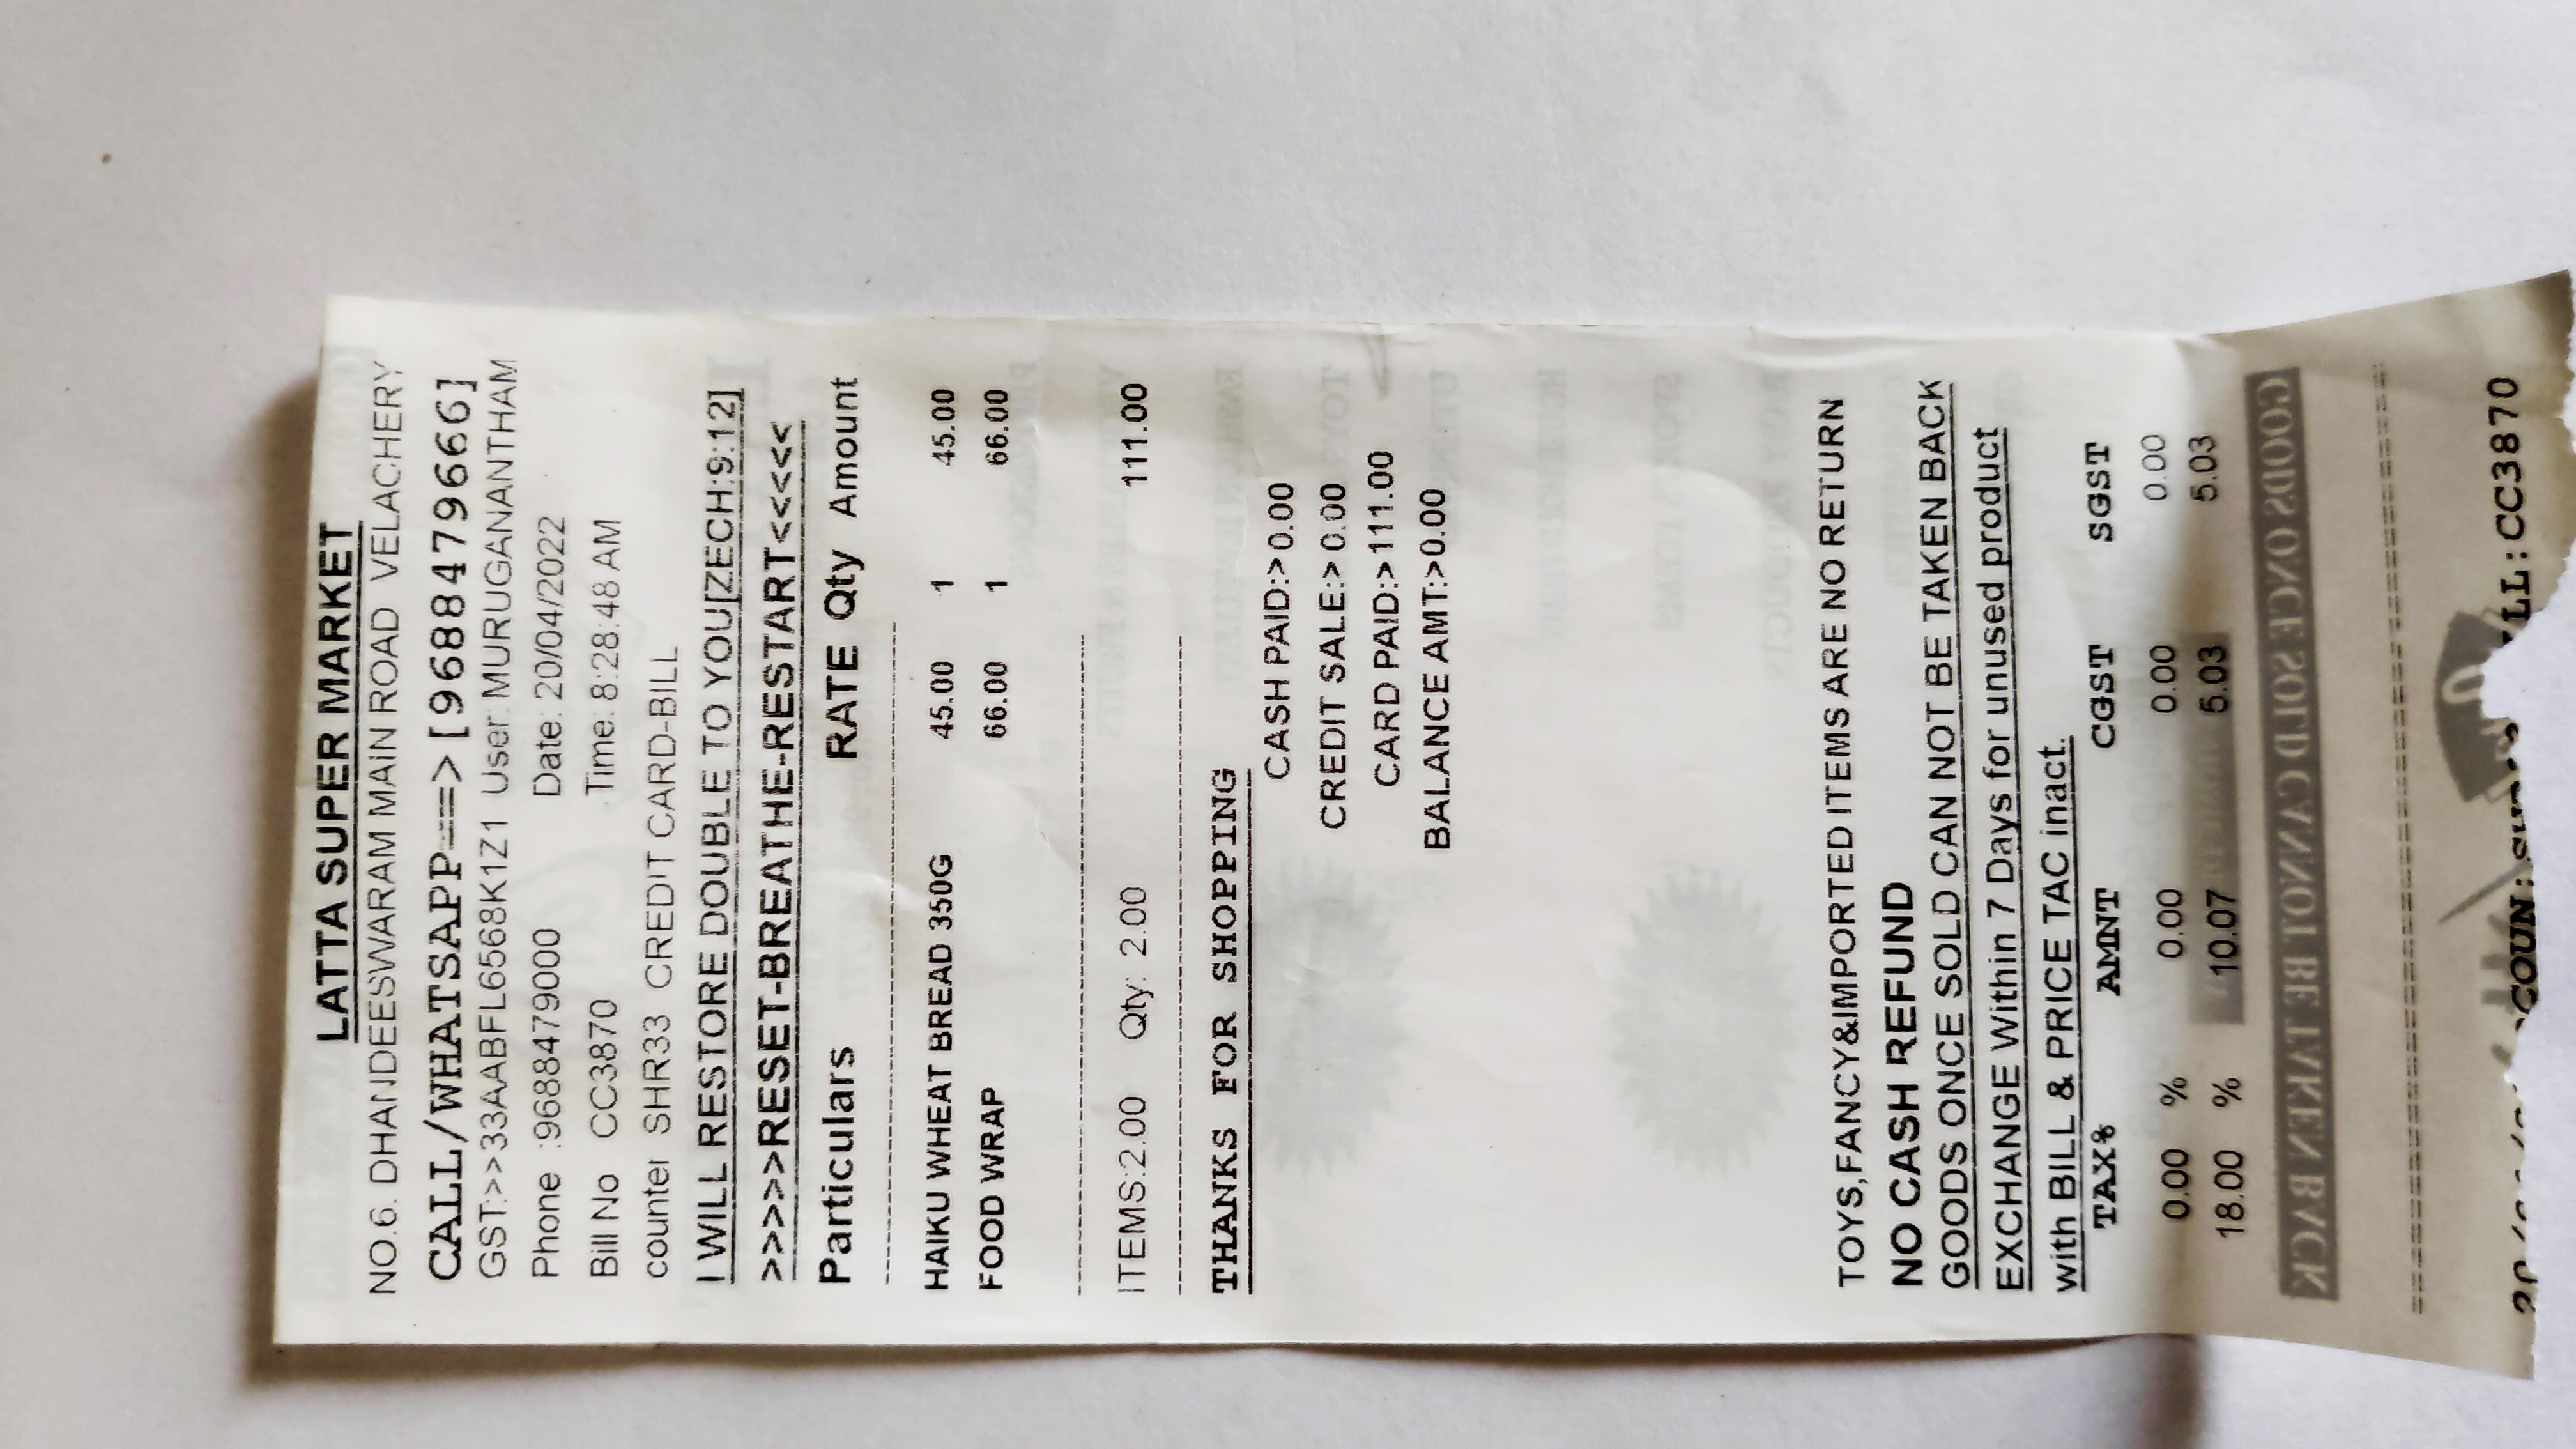 LATTA SUPER MARKET
NO.6. DHANDEESWARAM MAIN ROAD VELACHERY
CALL/WHATSAPP==>[9688479666]
GST:>>33AABFL6568K1Z1 User: MURUGANANTHAM
Phone :9688479000 Date: 20/04/2022
Bill No CC3870 Time: 8:28:48 AM
counter SHR33 CREDIT CARD-BILL
I WILL RESTORE DOUBLE TO YOU[ZECH:9:12]
>>>>>RESET-BREATHE-RESTART<<<<<
Particulars RATE Qty Amount
HAIKU WHEAT BREAD 350G 45.00 1 45.00
FOOD WRAP 66.00 1 66.00
ITEMS:2.00 Qty: 2.00 111.00
THANKS FOR SHOPPING
CASH PAID:>0.00
CREDIT SALE:> 0.00
CARD PAID:>111.00
BALANCE AMT:>0.00
TOYS,FANCY&IMPORTED ITEMS ARE NO RETURN
NO CASH REFUND
GOODS ONCE SOLD CAN NOT BE TAKEN BACK
EXCHANGE Within 7 Days for unused product
with BILL & PRICE TAC inact.
TAX% AMNT CGST SGST
0.00 % 0.00 0.00 0.00
18.00 % 10.07 5.03 5.03
GOODS ONCE SOLD CANNOT BE TAKEN BACK
COUN: LL:CC3870